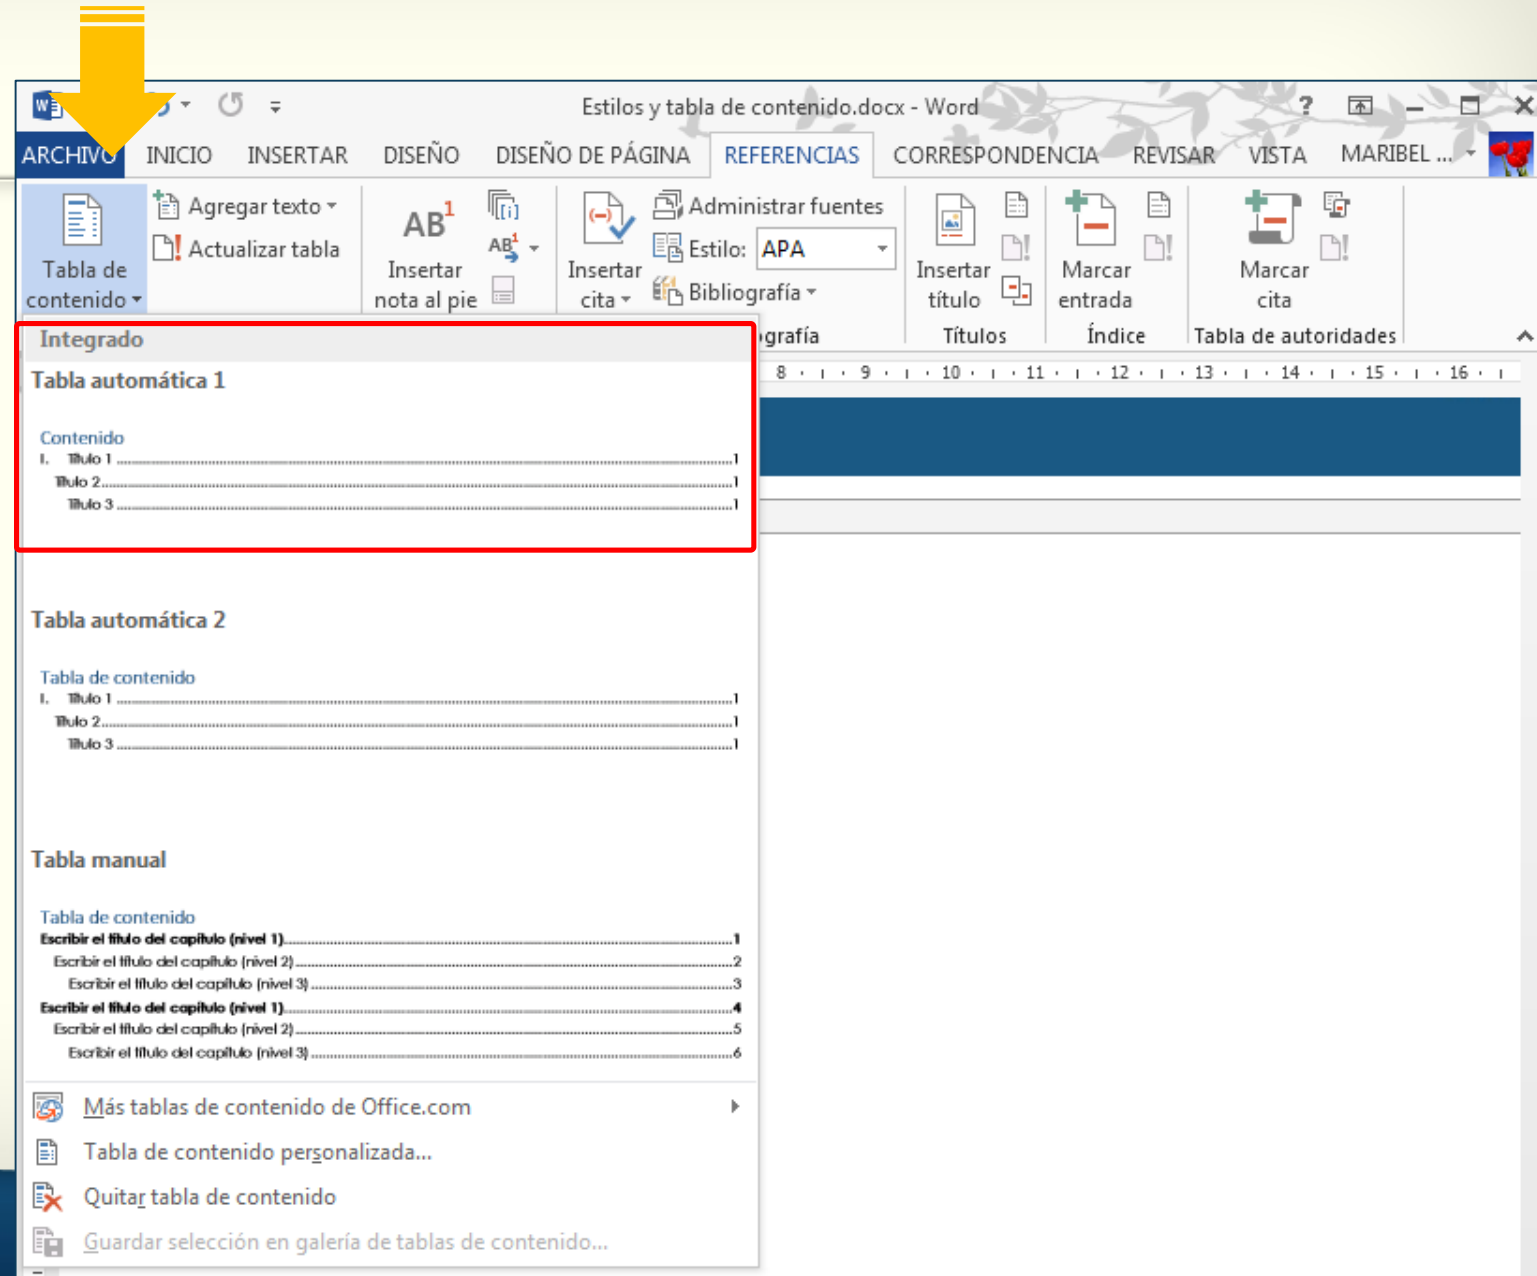 Estilos y tabla de contenido.docx - Word
ARCHIVO INICIO INSERTAR DISEÑO DISEÑO DE PÁGINA REFERENCIAS CORRESPONDENCIA REVISAR VISTA MARIBEL ...
Tabla de
contenido
Agregar texto
Actualizar tabla
AB1
Insertar
nota al pie
[i]
AB1
Insertar
cita
Administrar fuentes
Estilo: APA
Bibliografía
Insertar
título
Marcar
entrada
Marcar
cita
ografía
Títulos
Índice
Tabla de autoridades
8 9 10 11 12 13 14 15 16
Integrado
Tabla automática 1
Contenido
I. Título 1 1
Título 2 1
Título 3 1
Tabla automática 2
Tabla de contenido
I. Título 1 1
Título 2 1
Título 3 1
Tabla manual
Tabla de contenido
Escribir el título del capítulo (nivel 1) 1
Escribir el título del capítulo (nivel 2) 2
Escribir el título del capítulo (nivel 3) 3
Escribir el título del capítulo (nivel 1) 4
Escribir el título del capítulo (nivel 2) 5
Escribir el título del capítulo (nivel 3) 6
Más tablas de contenido de Office.com
Tabla de contenido personalizada...
Quitar tabla de contenido
Guardar selección en galería de tablas de contenido...